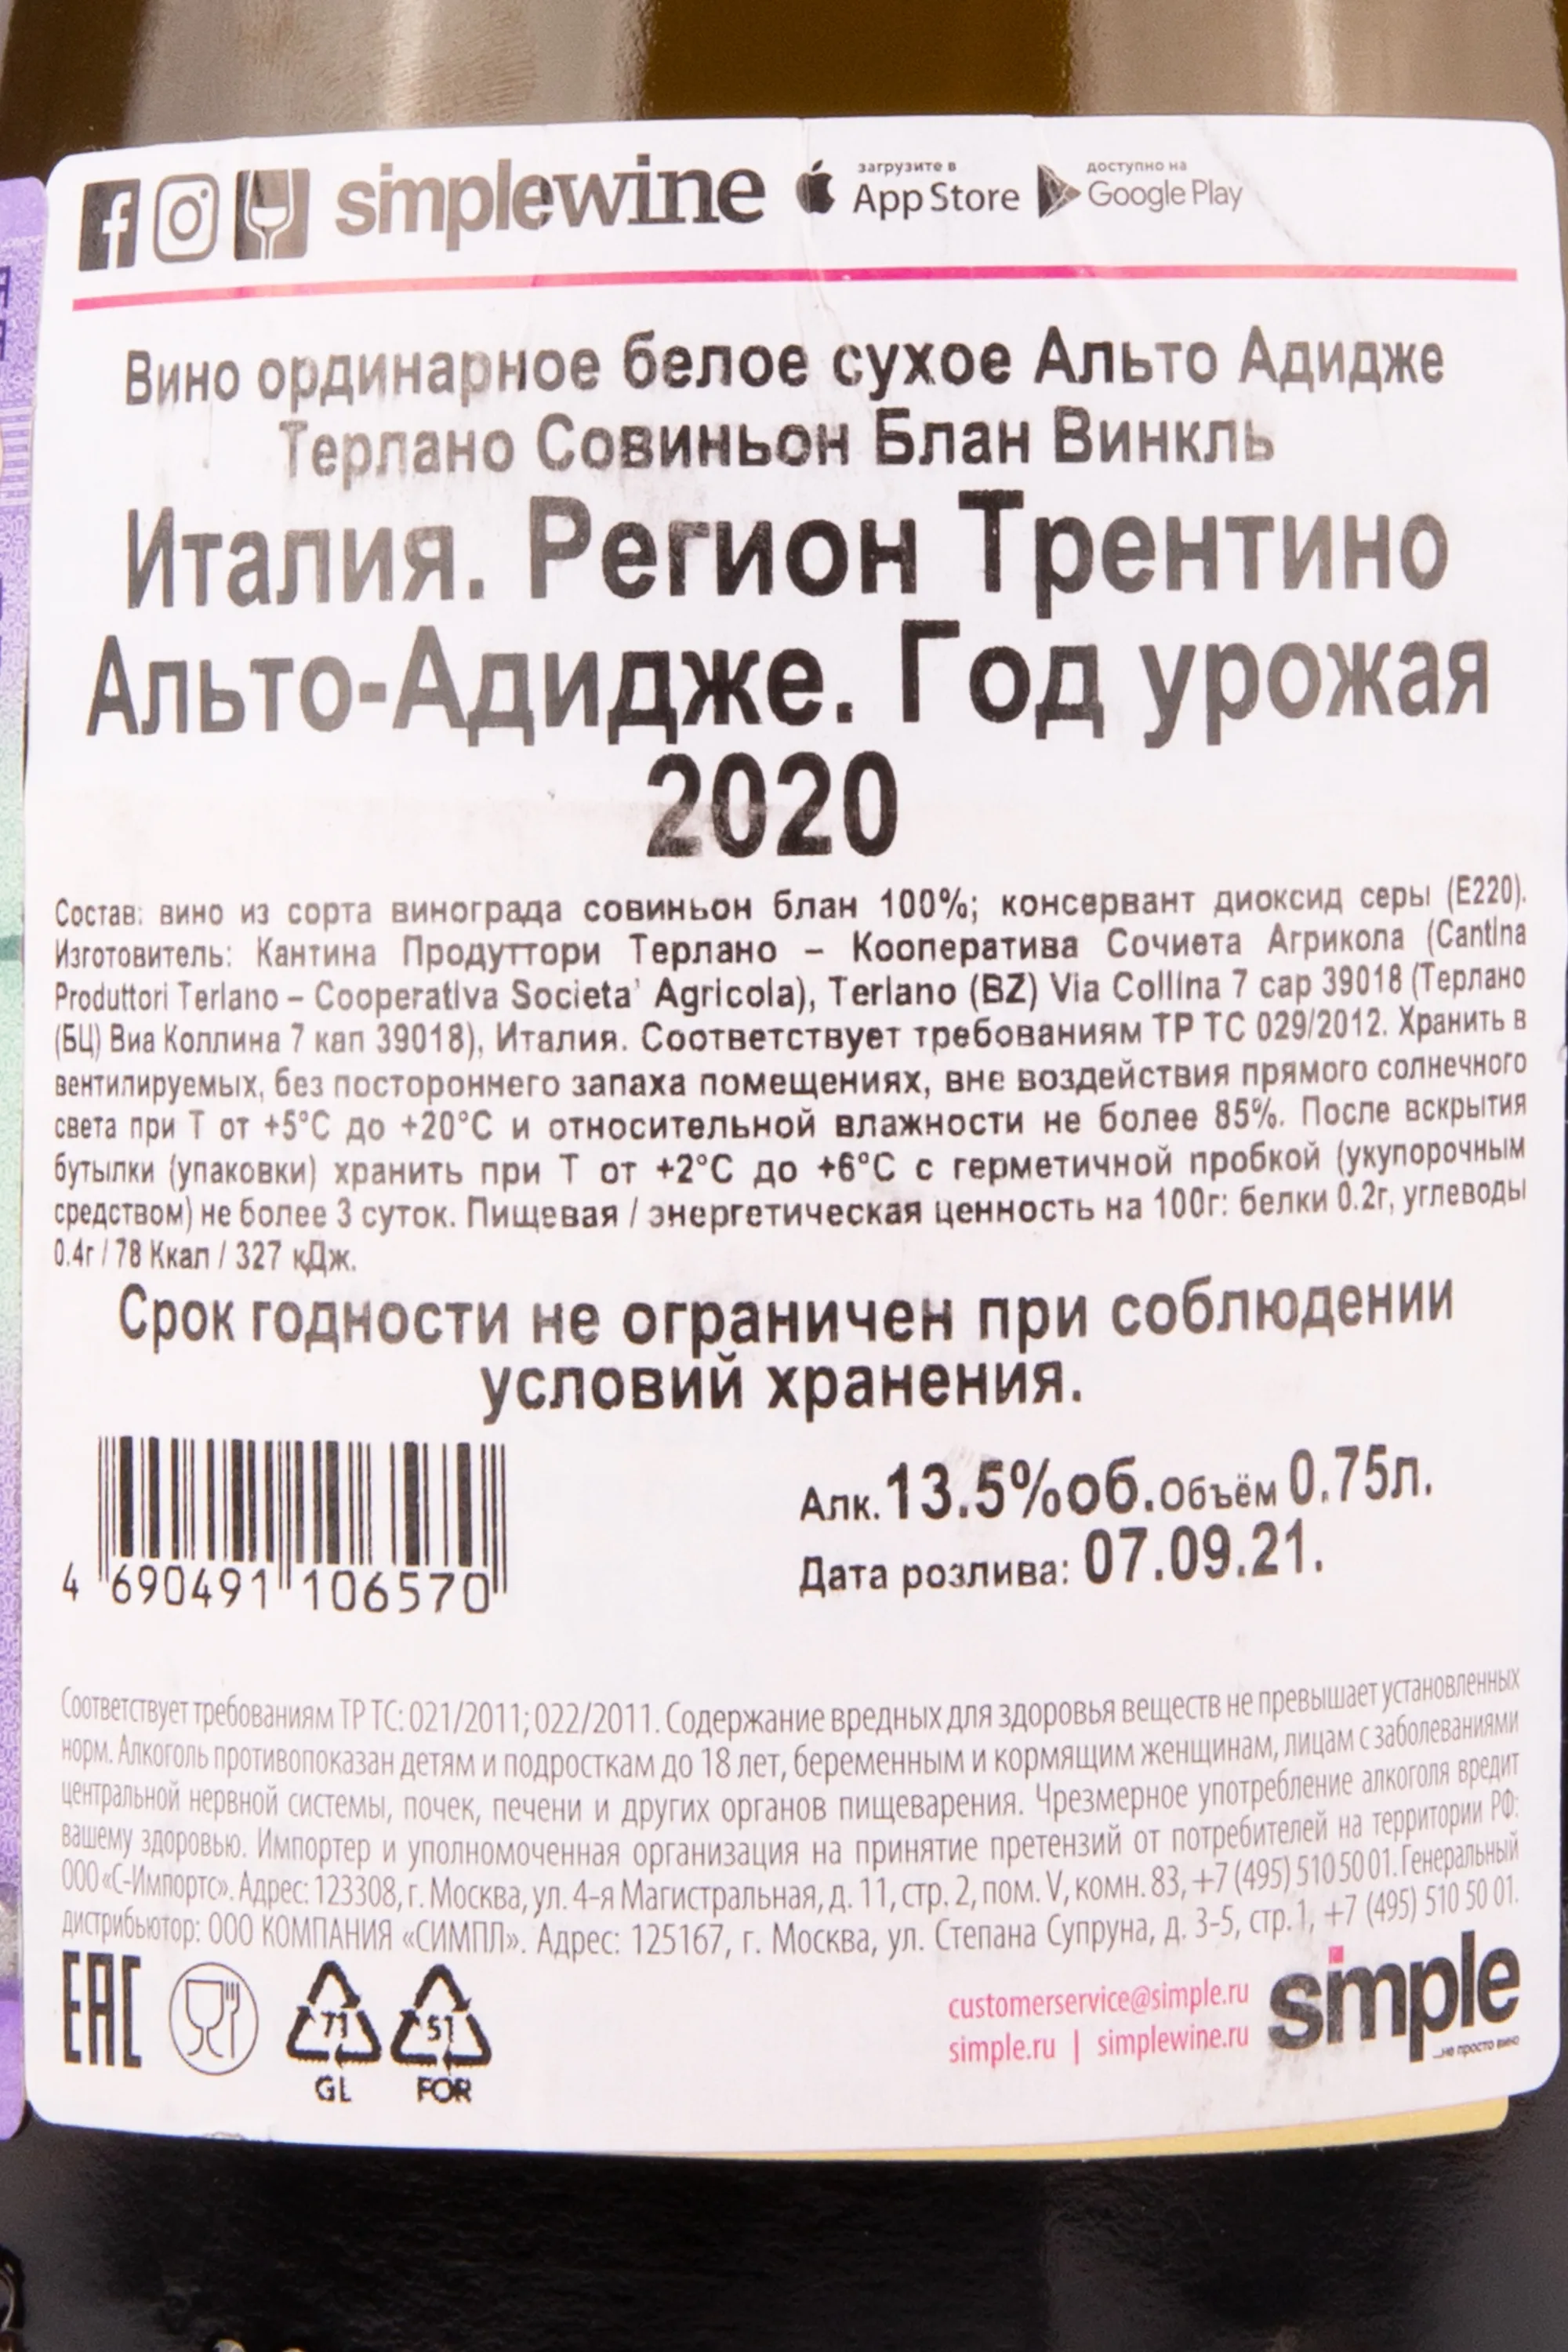 simplewine
загрузите в
App Store
доступно на
Google Play
Вино ординарное белое сухое Альто Адидже
Терлано Совиньон Блан Винкль
Италия. Регион Трентино
Альто-Адидже. Год урожая
2020
Состав: вино из сорта винограда совиньон блан 100%; консервант диоксид серы (Е220).
Изготовитель: Кантина Продуттори Терлано – Кооператива Сочиета Агрикола (Cantina
Produttori Terlano – Cooperativa Societa' Agricola), Terlano (BZ) Via Collina 7 cap 39018 (Терлано
(БЦ) Виа Коллина 7 кап 39018), Италия. Соответствует требованиям ТР ТС 029/2012. Хранить в
вентилируемых, без постороннего запаха помещениях, вне воздействия прямого солнечного
света при Т от +5°С до +20°С и относительной влажности не более 85%. После вскрытия
бутылки (упаковки) хранить при Т от +2°С до +6°С с герметичной пробкой (укупорочным
средством) не более 3 суток. Пищевая / энергетическая ценность на 100г: белки 0.2г, углеводы
0.4г / 78 Ккал / 327 кДж.
Срок годности не ограничен при соблюдении
условий хранения.
Алк. 13.5%об. Объём 0.75л.
Дата розлива: 07.09.21.
4 690491 106570
Соответствует требованиям ТР ТС: 021/2011; 022/2011. Содержание вредных для здоровья веществ не превышает установленных
норм. Алкоголь противопоказан детям и подросткам до 18 лет, беременным и кормящим женщинам, лицам с заболеваниями
центральной нервной системы, почек, печени и других органов пищеварения. Чрезмерное употребление алкоголя вредит
вашему здоровью. Импортер и уполномоченная организация на принятие претензий от потребителей на территории РФ:
ООО «С-Импортс». Адрес: 123308, г. Москва, ул. 4-я Магистральная, д. 11, стр. 2, пом. V, комн. 83, +7 (495) 510 50 01. Генеральный
дистрибьютор: ООО КОМПАНИЯ «СИМПЛ». Адрес: 125167, г. Москва, ул. Степана Супруна, д. 3-5, стр. 1, +7 (495) 510 50 01.
EAC
71
GL
51
FOR
customerservice@simple.ru
simple.ru | simplewine.ru
simple
...не просто вино